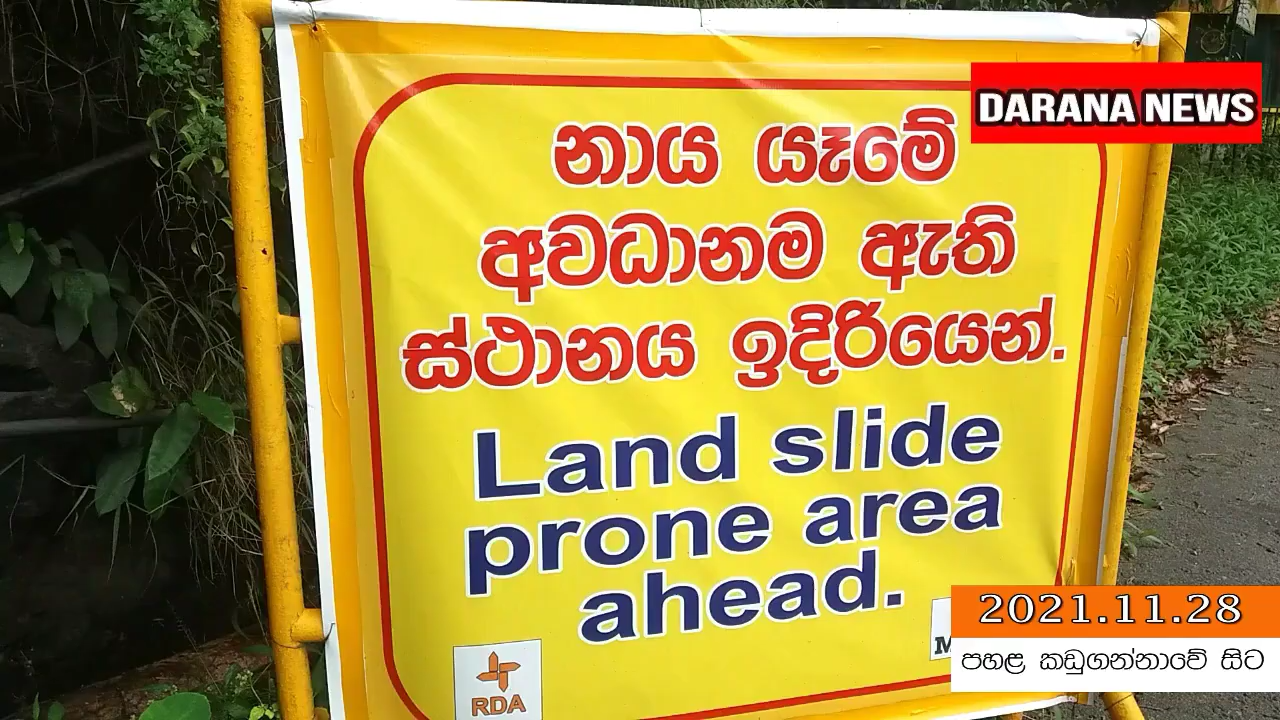 DARANA NEWS
නාය යෑමේ
අවධානම ඇති
ස්ථානය ඉදිරියෙන්.
Land slide
prone area
ahead.
RDA
2021.11.28
පහළ කඩුගන්නාවේ සිට